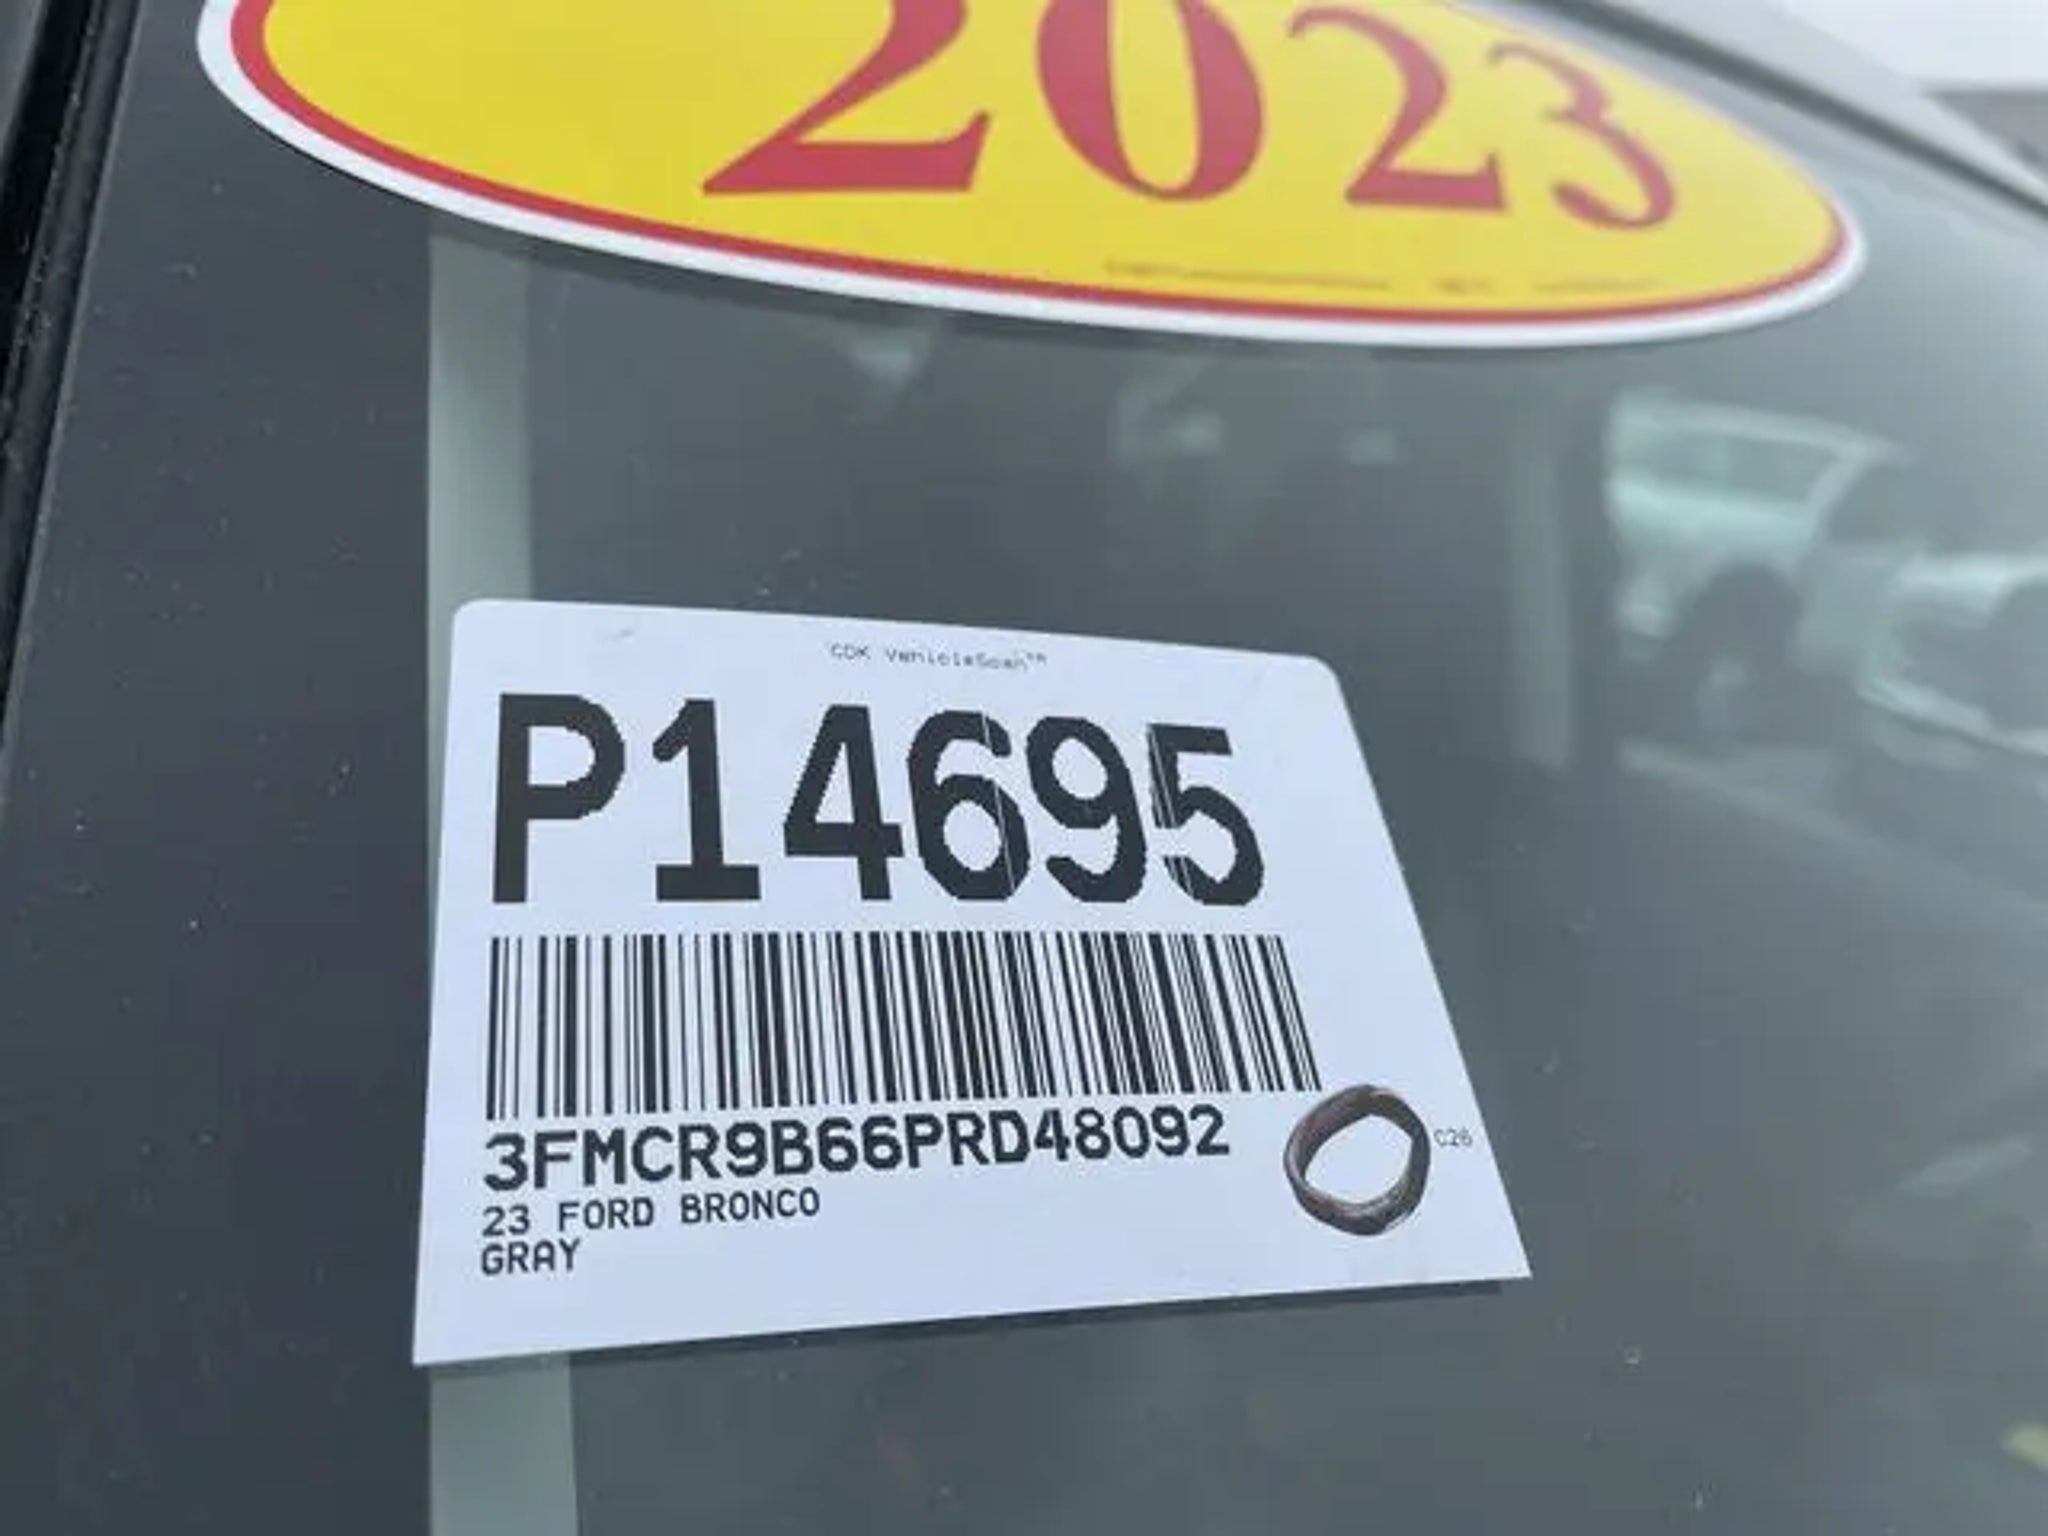 2023
CDK VehicleScan™
P14695
3FMCR9B66PRD48092
C26
23 FORD BRONCO
GRAY